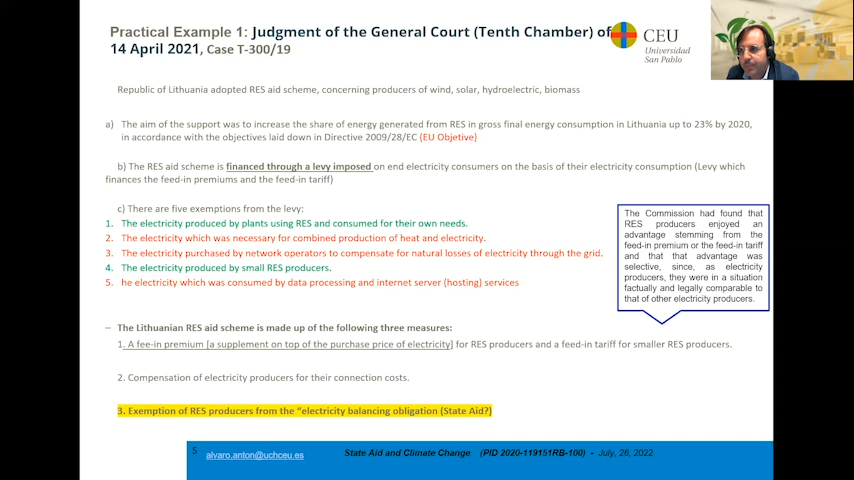 Practical Example 1: Judgment of the General Court (Tenth Chamber) of
14 April 2021, Case T-300/19
CEU
Universidad
San Pablo
Republic of Lithuania adopted RES aid scheme, concerning producers of wind, solar, hydroelectric, biomass
a) The aim of the support was to increase the share of energy generated from RES in gross final energy consumption in Lithuania up to 23% by 2020,
in accordance with the objectives laid down in Directive 2009/28/EC (EU Objetive)
b) The RES aid scheme is financed through a levy imposed on end electricity consumers on the basis of their electricity consumption (Levy which
finances the feed-in premiums and the feed-in tariff)
c) There are five exemptions from the levy:
1. The electricity produced by plants using RES and consumed for their own needs.
2. The electricity which was necessary for combined production of heat and electricity.
3. The electricity purchased by network operators to compensate for natural losses of electricity through the grid.
4. The electricity produced by small RES producers.
5. he electricity which was consumed by data processing and internet server (hosting) services
The Commission had found that
RES producers enjoyed an
advantage stemming from the
feed-in premium or the feed-in tariff
and that that advantage was
selective, since, as electricity
producers, they were in a situation
factually and legally comparable to
that of other electricity producers.
– The Lithuanian RES aid scheme is made up of the following three measures:
1. A fee-in premium [a supplement on top of the purchase price of electricity] for RES producers and a feed-in tariff for smaller RES producers.
2. Compensation of electricity producers for their connection costs.
3. Exemption of RES producers from the “electricity balancing obligation (State Aid?)
5 alvaro.anton@uchceu.es State Aid and Climate Change (PID 2020-119151RB-100) - July, 26, 2022